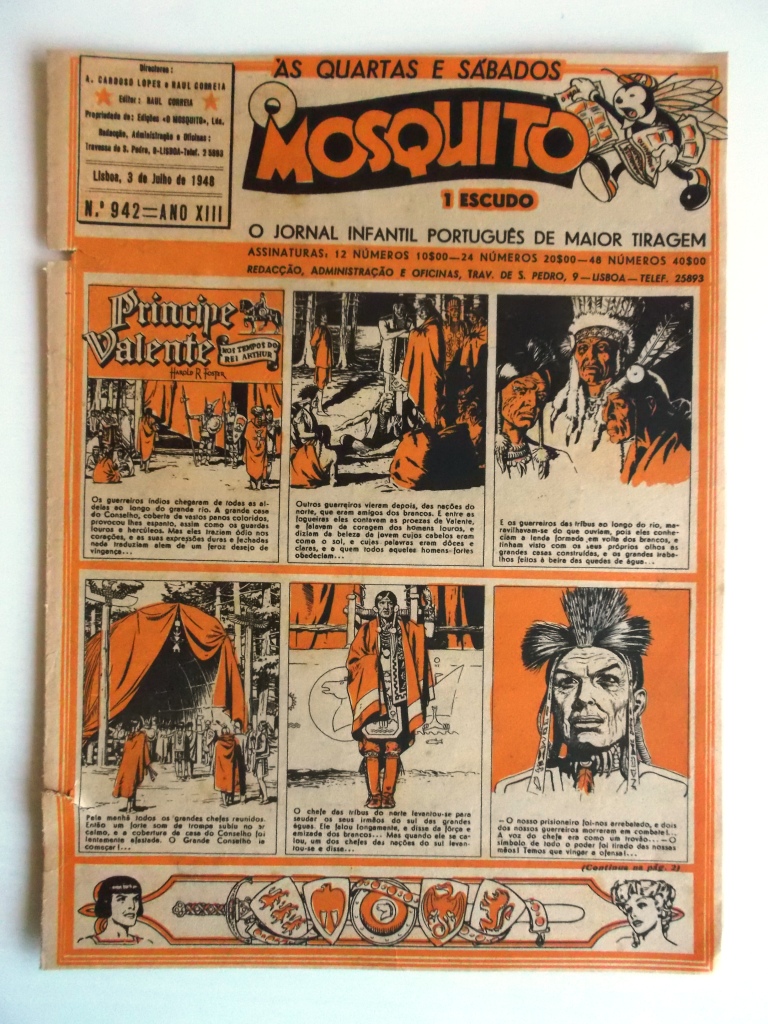 Directores:
A. CARDOSO LOPES e RAUL CORREIA
Editor: RAUL CORREIA
Propriedade de: Edições «O MOSQUITO», Lda.
Redacção, Administração e Oficinas:
Travessa de S. Pedro, 9-LISBOA-Telef. 2 5893
Lisboa, 3 de Julho de 1948
N.º 942=ANO XIII
ÀS QUARTAS E SÁBADOS
O MOSQUITO
1 ESCUDO
O JORNAL INFANTIL PORTUGUÊS DE MAIOR TIRAGEM
ASSINATURAS: 12 NÚMEROS 10$00—24 NÚMEROS 20$00—48 NÚMEROS 40$00
REDACÇÃO, ADMINISTRAÇÃO E OFICINAS, TRAV. DE S. PEDRO, 9—LISBOA—TELEF. 25893
Príncipe
Valente
NOS TEMPOS DO
REI ARTHUR
HAROLD R FOSTER
Os guerreiros índios chegaram de todas as al-
deias ao longo do grande rio. A grande casa
do Conselho, coberta de vastos panos coloridos,
provocou lhes espanto, assim como os guardas
louros e hercúleos. Mas eles traziam ódio nos
corações, e as suas expressões duras e fechadas
nada traduziam alem de um feroz desejo de
vingança...
Outros guerreiros vieram depois, das nações do
norte, que eram amigos dos brancos. E entre as
fogueiras eles contavam as proezas de Valente,
e falavam da coragem dos homens louros, e
diziam da beleza da jovem cujos cabelos eram
como o sol, e cujas palavras eram dôces e
claras, e a quem todos aqueles homens-fortes
obedeciam...
E os guerreiros das tribus ao longo do rio, ma-
ravilhavam-se do que ouviam, pois eles conhe-
ciam a lenda formada em volta dos brancos, e
tinham visto com os seus próprios olhos as
grandes casas construídas, e os grandes traba-
lhos feitos à beira das quedas de água...
Pela manhã todos os grandes chefes reunidos.
Então um forte som de trompa subiu no ar
calmo, e a cobertura da casa do Conselho foi
lentamente afastada. O Grande Conselho ia
começar!...
O chefe das tribus do norte levantou-se para
saudar os seus irmãos do sul das grandes
águas. Ele falou longamente, e disse da fôrça e
amizade dos brancos... Mas quando ele se ca-
lou, um dos chefes das nações do sul levan-
tou-se e disse...
—O nosso prisioneiro foi-nos arrebatado, e dois
dos nossos guerreiros morreram em combate!...
A voz do chefe era como um trovão... —O
símbolo de todo o poder foi tirado das nossas
mãos! Temos que vingar a ofensa!...
(Continua na pág. 2)